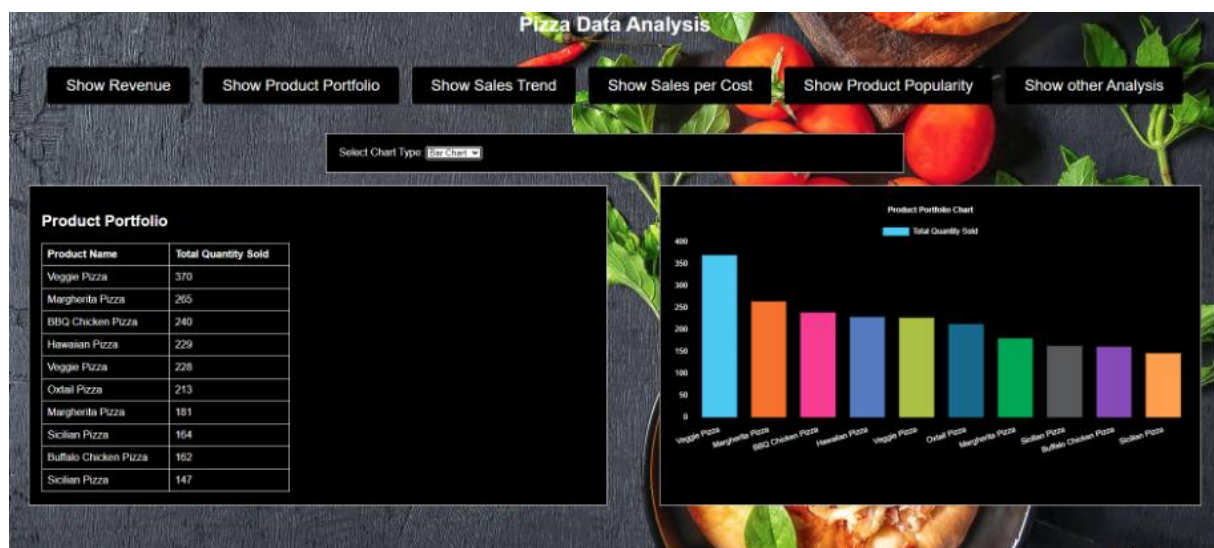 Pizza Data Analysis
Show Revenue Show Product Portfolio Show Sales Trend Show Sales per Cost Show Product Popularity Show other Analysis
Select Chart Type: Bar Chart
Product Portfolio
Product Name Total Quantity Sold
Veggie Pizza 370
Margherita Pizza 265
BBQ Chicken Pizza 240
Hawaiian Pizza 229
Veggie Pizza 228
Oxtail Pizza 213
Margherita Pizza 181
Sicilian Pizza 164
Buffalo Chicken Pizza 162
Sicilian Pizza 147
Product Portfolio Chart
Total Quantity Sold
400
350
300
250
200
150
100
50
0
Veggie Pizza Margherita Pizza BBQ Chicken Pizza Hawaiian Pizza Veggie Pizza Oxtail Pizza Margherita Pizza Sicilian Pizza Buffalo Chicken Pizza Sicilian Pizza